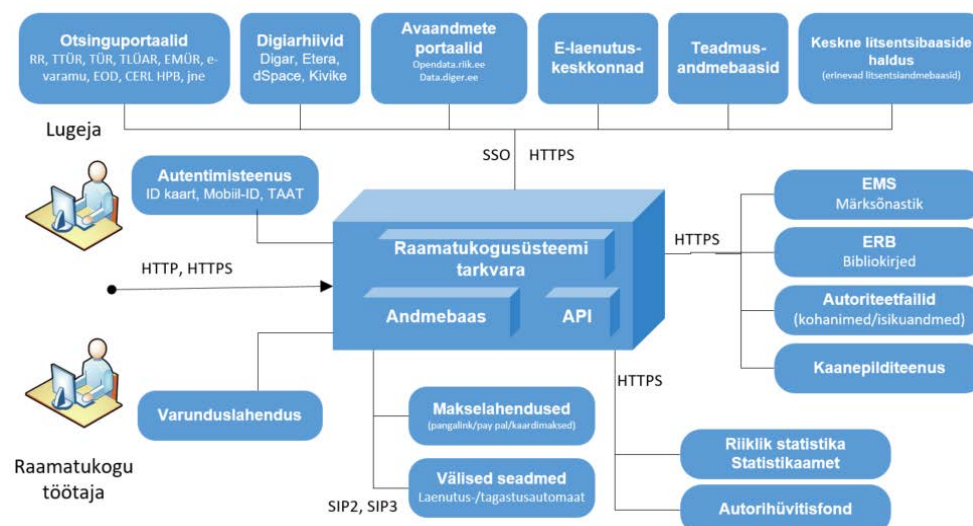 Otsinguportaalid
RR, TTÜR, TÜR, TLÜAR, EMÜR, e-
varamu, EOD, CERL HPB, jne
Digiarhiivid
Digar, Etera,
dSpace, Kivike
Avaandmete
portaalid
Opendata.riik.ee
Data.diger.ee
E-laenutus-
keskkonnad
Teadmus-
andmebaasid
Keskne litsentsibaaside
haldus
(erinevad litsentsiandmebaasid)
Lugeja
SSO HTTPS
Autentimisteenus
ID kaart, Mobiil-ID, TAAT
EMS
Märksõnastik
HTTPS
Raamatukogusüsteemi
tarkvara
ERB
Bibliokirjed
HTTP, HTTPS
Andmebaas
API
Autoriteetfailid
(kohanimed/isikuandmed)
Kaanepilditeenus
HTTPS
Varunduslahendus
Makselahendused
(pangalink/pay pal/kaardimaksed)
Riiklik statistika
Statistikaamet
Raamatukogu
töötaja
Välised seadmed
Laenutus-/tagastusautomaat
SIP2, SIP3
Autorihüvitisfond